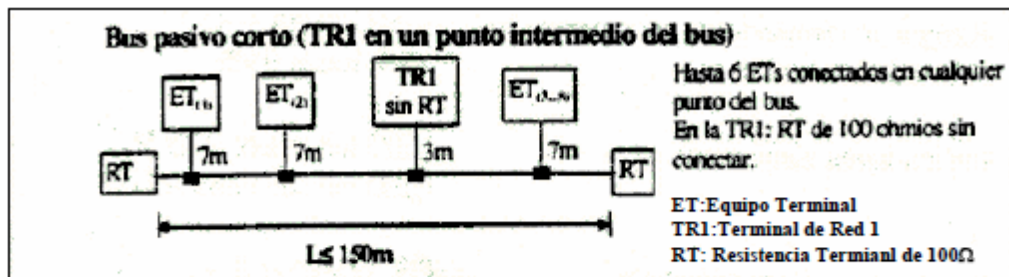 Bus pasivo corto (TR1 en un punto intermedio del bus)
ET(1)
ET(2)
TR1
sin RT
7m
7m
3m
7m
RT
RT
L≤ 150m
Hasta 6 ETs conectados en cualquier
punto del bus.
En la TR1: RT de 100 ohmios sin
conectar.
ET:Equipo Terminal
TR1:Terminal de Red 1
RT: Resistencia Termianl de 100Ω